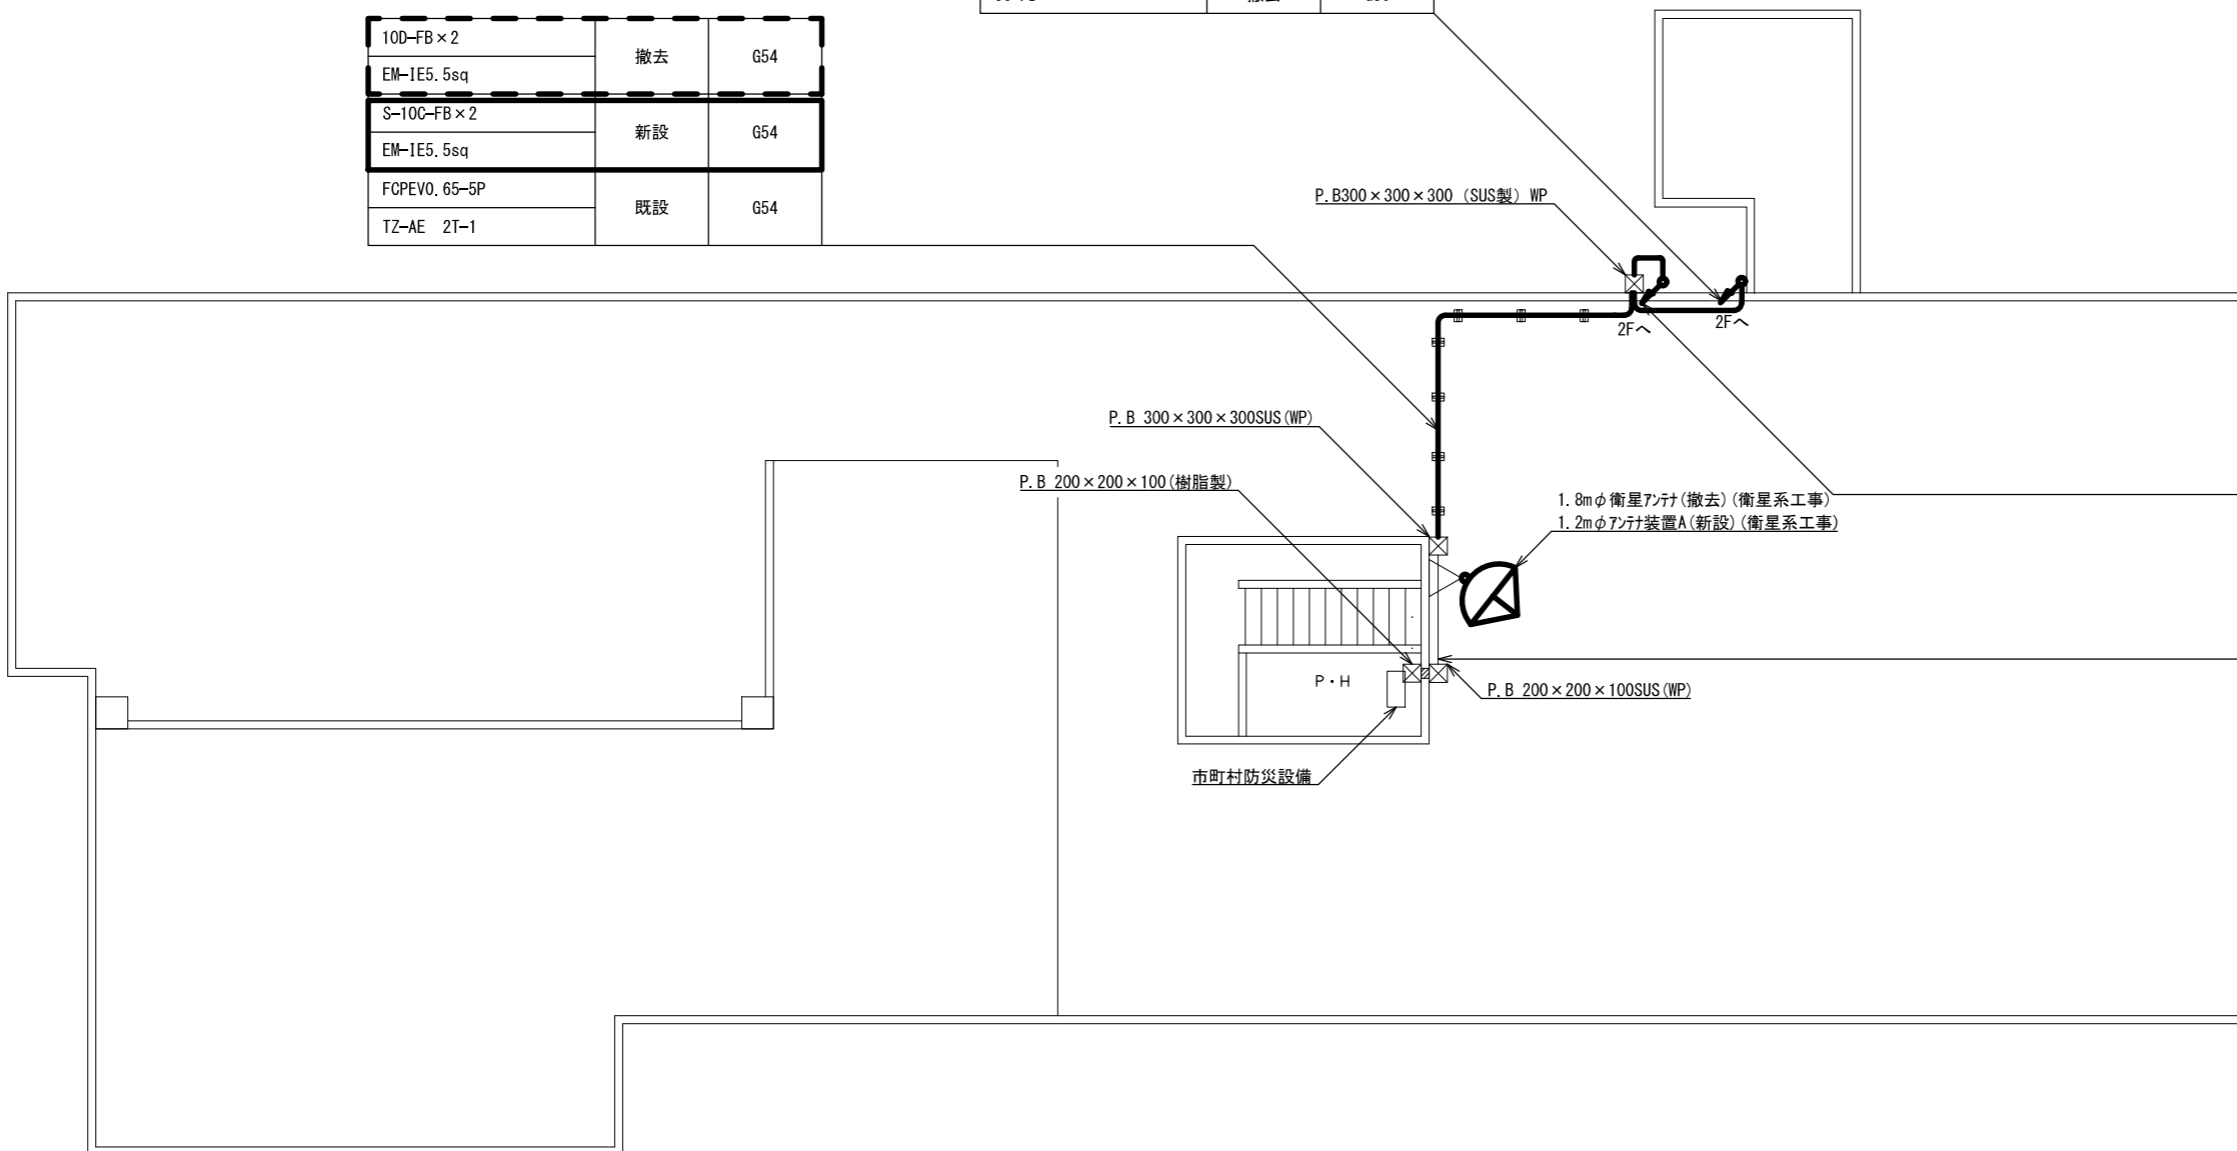 10D-FB×2
撤去
G54
EM-IE5.5sq
S-10C-FB×2
新設
G54
EM-IE5.5sq
FCPEV0.65-5P
既設
G54
TZ-AE 2T-1
P.B300×300×300 (SUS製) WP
2Fへ
2Fへ
P.B 300×300×300SUS(WP)
P.B 200×200×100(樹脂製)
1.8mφ衛星アンテナ(撤去)(衛星系工事)
1.2mφアンテナ装置A(新設)(衛星系工事)
P・H
P.B 200×200×100SUS(WP)
市町村防災設備